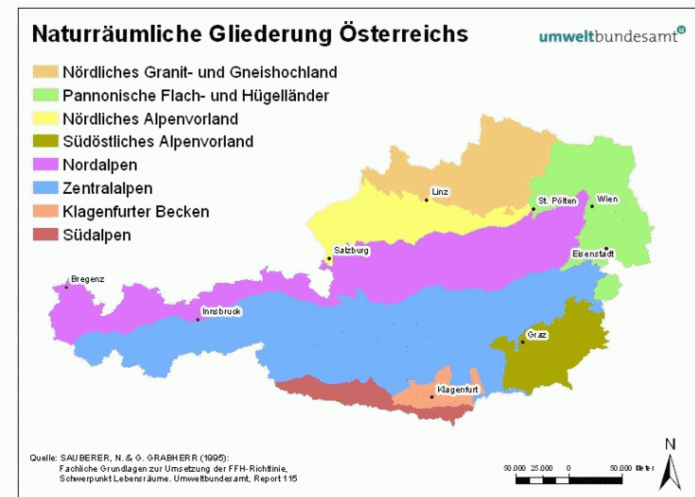 Naturräumliche Gliederung Österreichs
umweltbundesamt
Nördliches Granit- und Gneishochland
Pannonische Flach- und Hügelländer
Nördliches Alpenvorland
Südöstliches Alpenvorland
Nordalpen
Zentralalpen
Klagenfurter Becken
Südalpen
Linz
St. Pölten
Wien
Salzburg
Eisenstadt
Bregenz
Innsbruck
Graz
Klagenfurt
N
50.000 25.000 0 50.000 Meter
Quelle: SAUBERER, N. & G. GRABHERR (1995):
Fachliche Grundlagen zur Umsetzung der FFH-Richtlinie,
Schwerpunkt Lebensräume. Umweltbundesamt, Report 115